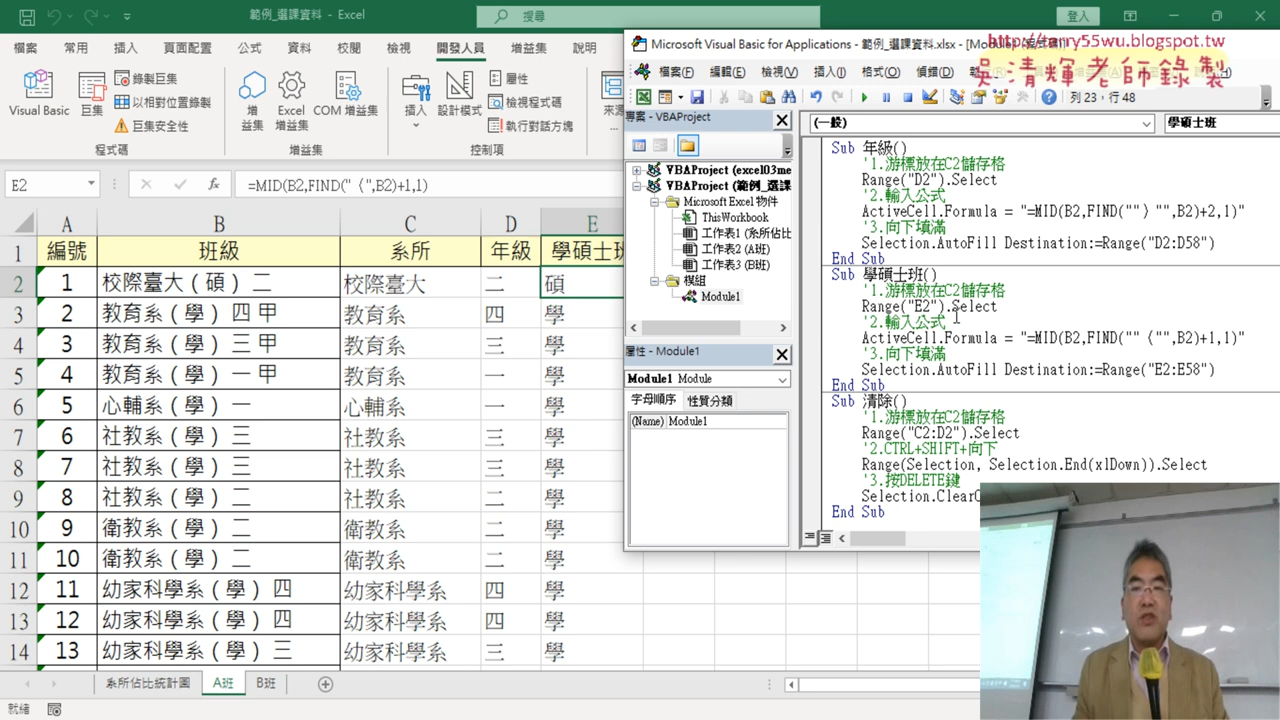 範例_選課資料 - Excel
搜尋
登入
檔案 常用 插入 頁面配置 公式 資料 校閱 檢視 開發人員 增益集 說明
Visual Basic
巨集
錄製巨集
以相對位置錄製
巨集安全性
程式碼
增益集
Excel 增益集
COM 增益集
增益集
插入
設計模式
屬性
檢視程式碼
執行對話方塊
控制項
E2
=MID(B2,FIND("（",B2)+1,1)
A B C D E
1 編號 班級 系所 年級 學碩士班
2 1 校際臺大（碩） 二 校際臺大 二 碩
3 2 教育系（學） 四 甲 教育系 四 學
4 3 教育系（學） 三 甲 教育系 三 學
5 4 教育系（學） 一 甲 教育系 一 學
6 5 心輔系（學） 一 心輔系 一 學
7 6 社教系（學） 三 社教系 三 學
8 7 社教系（學） 三 社教系 三 學
9 8 社教系（學） 二 社教系 二 學
10 9 衛教系（學） 二 衛教系 二 學
11 10 衛教系（學） 二 衛教系 二 學
12 11 幼家科學系（學） 四 幼家科學系 四 學
13 12 幼家科學系（學） 四 幼家科學系 四 學
14 13 幼家科學系（學） 三 幼家科學系 三 學
系所佔比統計圖 A班 B班
就緒
Microsoft Visual Basic for Applications - 範例_選課資料.xlsx - [Module1
http://terry55wu.blogspot.tw
吳清輝老師錄製
檔案(F) 編輯(E) 檢視(V) 插入(I) 格式(O) 偵錯(D)
列 23，行 48
專案 - VBAProject
VBAProject (excel03me
VBAProject (範例_選課
Microsoft Excel 物件
ThisWorkbook
工作表1 (系所佔比
工作表2 (A班)
工作表3 (B班)
模組
Module1
屬性 - Module1
Module1 Module
字母順序 性質分類
(Name) Module1
(一般) 學碩士班
Sub 年級()
'1.游標放在C2儲存格
Range("D2").Select
'2.輸入公式
ActiveCell.Formula = "=MID(B2,FIND(""）"",B2)+2,1)"
'3.向下填滿
Selection.AutoFill Destination:=Range("D2:D58")
End Sub
Sub 學碩士班()
'1.游標放在C2儲存格
Range("E2").Select
'2.輸入公式
ActiveCell.Formula = "=MID(B2,FIND(""（"",B2)+1,1)"
'3.向下填滿
Selection.AutoFill Destination:=Range("E2:E58")
End Sub
Sub 清除()
'1.游標放在C2儲存格
Range("C2:D2").Select
'2.CTRL+SHIFT+向下
Range(Selection, Selection.End(xlDown)).Select
'3.按DELETE鍵
Selection.ClearC
End Sub